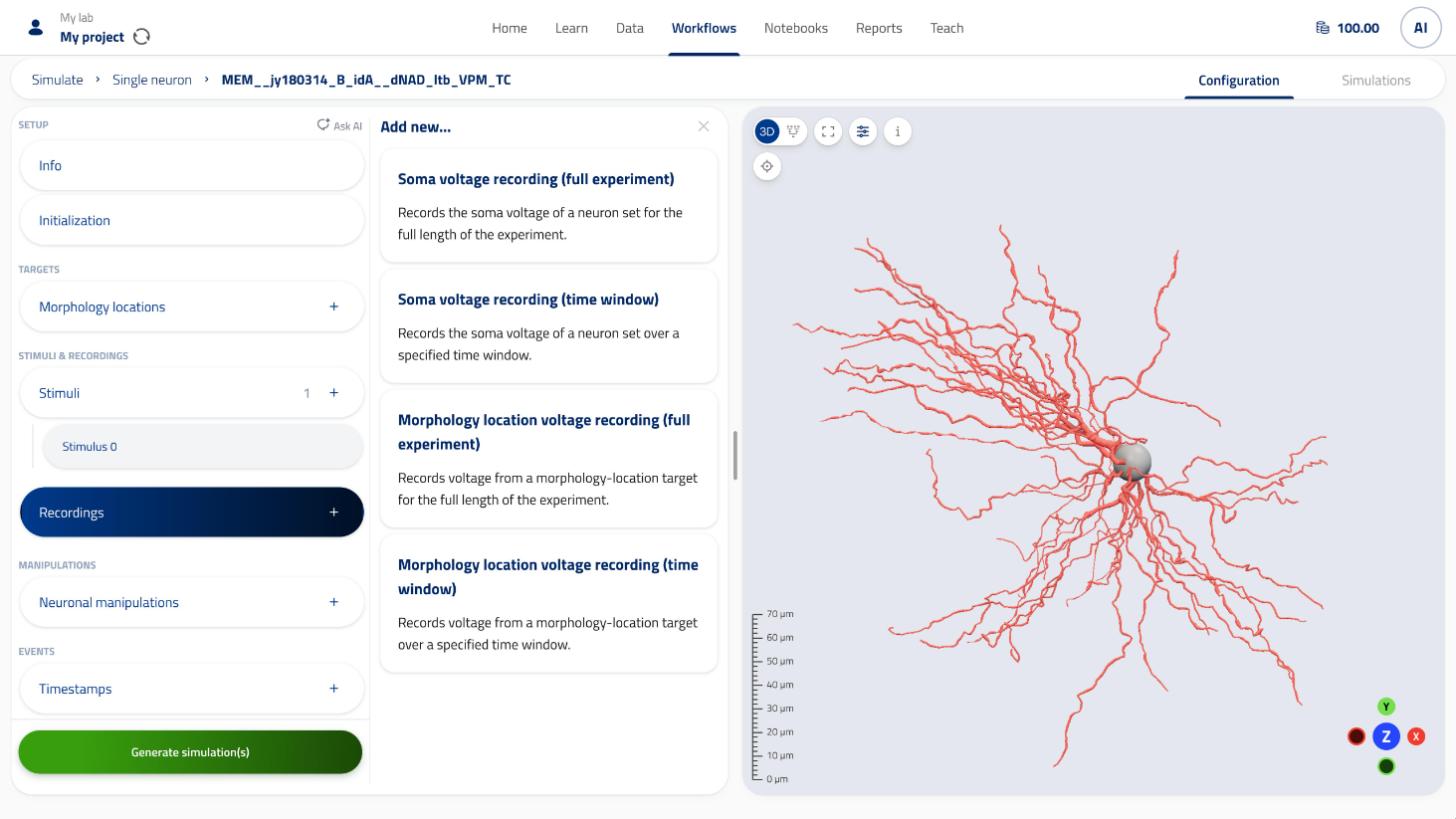 My lab
My project
Home
Learn
Data
Workflows
Notebooks
Reports
Teach
100.00
AI
Simulate
Single neuron
MEM__jy180314_B_idA__dNAD_ltb_VPM_TC
Configuration
Simulations
SETUP
Ask AI
Info
Initialization
TARGETS
Morphology locations +
STIMULI & RECORDINGS
Stimuli 1 +
Stimulus 0
Recordings +
MANIPULATIONS
Neuronal manipulations +
EVENTS
Timestamps +
Generate simulation(s)
Add new...
Soma voltage recording (full experiment)
Records the soma voltage of a neuron set for the
full length of the experiment.
Soma voltage recording (time window)
Records the soma voltage of a neuron set over a
specified time window.
Morphology location voltage recording (full
experiment)
Records voltage from a morphology-location target
for the full length of the experiment.
Morphology location voltage recording (time
window)
Records voltage from a morphology-location target
over a specified time window.
3D
i
70 µm
60 µm
50 µm
40 µm
30 µm
20 µm
10 µm
0 µm
Y
Z
X